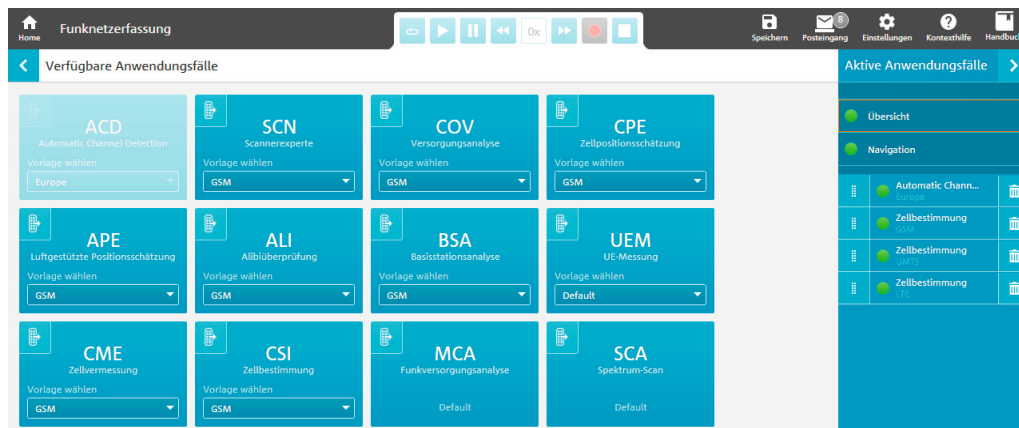 Home
Funknetzerfassung
0x
Speichern
Posteingang
8
Einstellungen
Kontexthilfe
Handbuch
Verfügbare Anwendungsfälle
Aktive Anwendungsfälle
ACD
Automatic Channel Detection
Vorlage wählen
Europe
SCN
Scannerexperte
Vorlage wählen
GSM
COV
Versorgungsanalyse
Vorlage wählen
GSM
CPE
Zellpositionsschätzung
Vorlage wählen
GSM
APE
Luftgestützte Positionsschätzung
Vorlage wählen
GSM
ALI
Alibiüberprüfung
Vorlage wählen
GSM
BSA
Basisstationsanalyse
Vorlage wählen
GSM
UEM
UE-Messung
Vorlage wählen
Default
CME
Zellvermessung
Vorlage wählen
GSM
CSI
Zellbestimmung
Vorlage wählen
GSM
MCA
Funkversorgungsanalyse
Default
SCA
Spektrum-Scan
Default
Übersicht
Navigation
Automatic Chann...
Europe
Zellbestimmung
GSM
Zellbestimmung
UMTS
Zellbestimmung
LTE